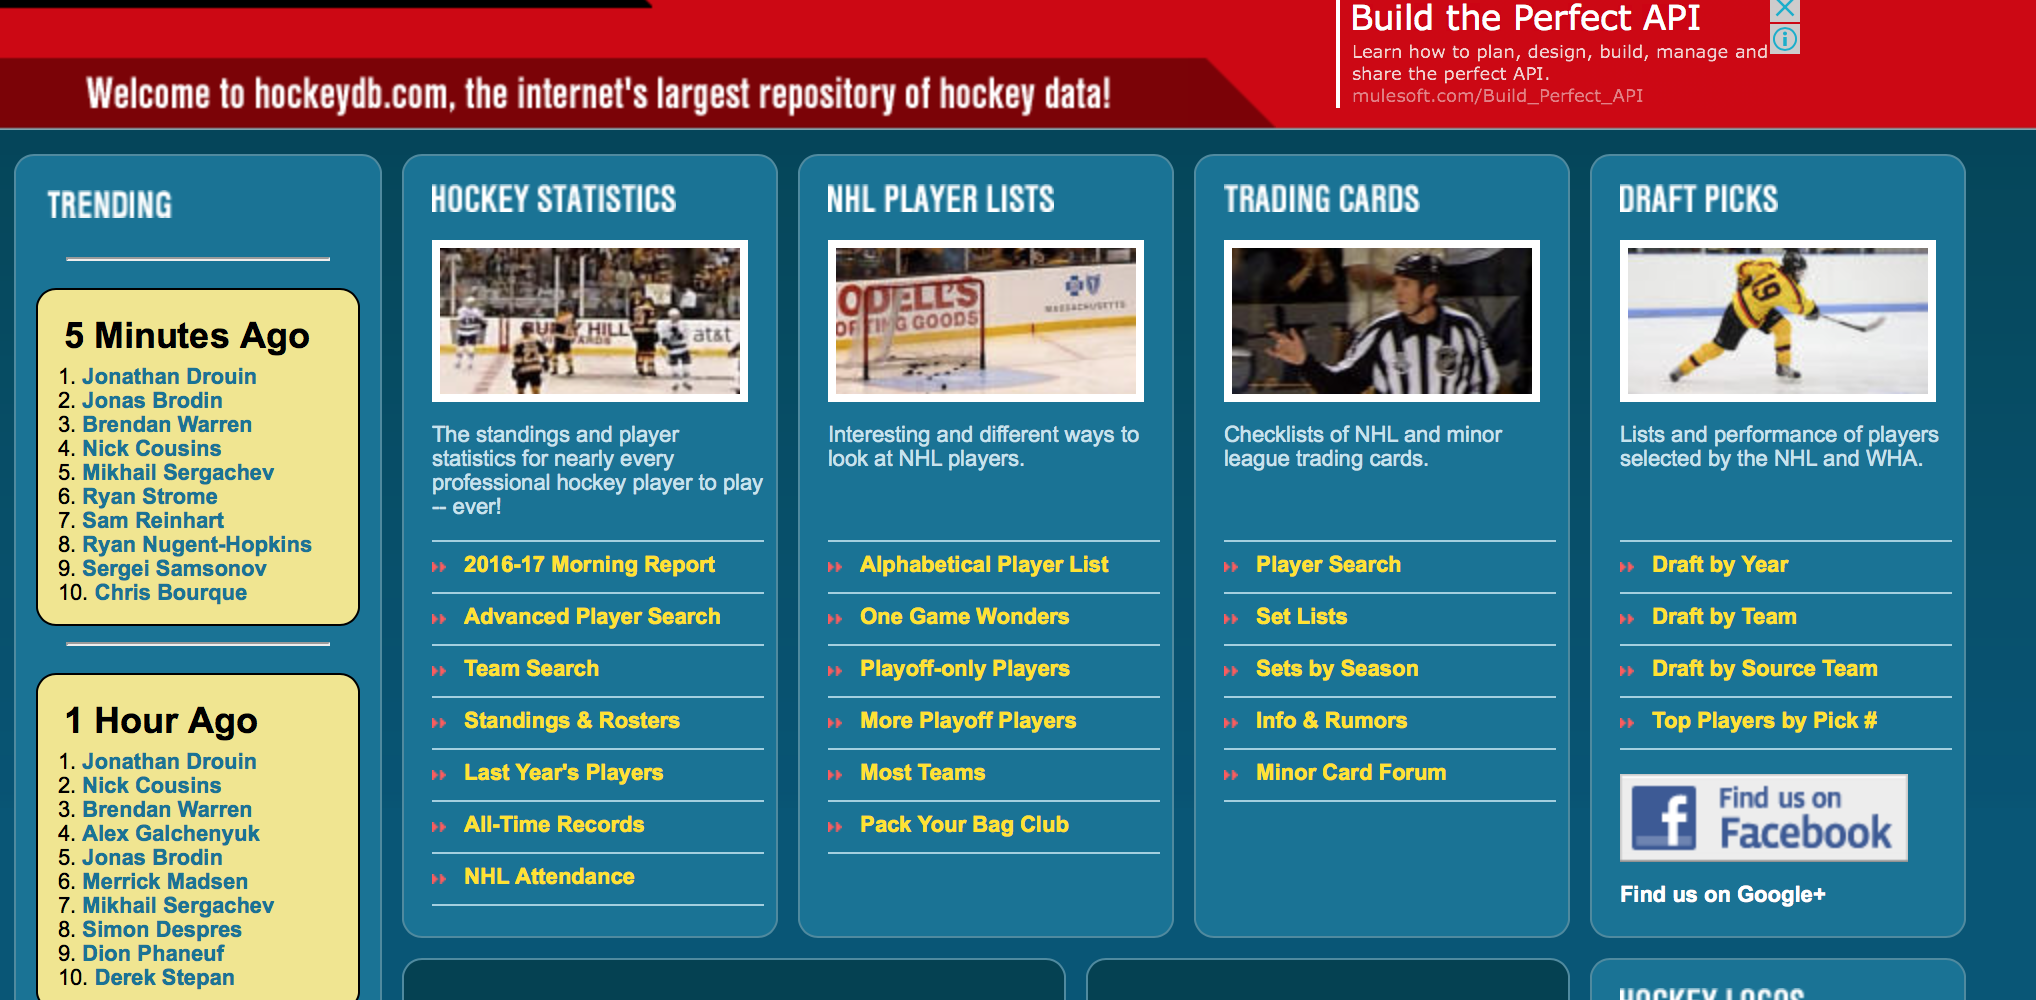 Build the Perfect API
Learn how to plan, design, build, manage and
share the perfect API.
mulesoft.com/Build_Perfect_API
Welcome to hockeydb.com, the internet's largest repository of hockey data!
TRENDING
5 Minutes Ago
1. Jonathan Drouin
2. Jonas Brodin
3. Brendan Warren
4. Nick Cousins
5. Mikhail Sergachev
6. Ryan Strome
7. Sam Reinhart
8. Ryan Nugent-Hopkins
9. Sergei Samsonov
10. Chris Bourque
1 Hour Ago
1. Jonathan Drouin
2. Nick Cousins
3. Brendan Warren
4. Alex Galchenyuk
5. Jonas Brodin
6. Merrick Madsen
7. Mikhail Sergachev
8. Simon Despres
9. Dion Phaneuf
10. Derek Stepan
HOCKEY STATISTICS
HILL
at&t
The standings and player
statistics for nearly every
professional hockey player to play
-- ever!
2016-17 Morning Report
Advanced Player Search
Team Search
Standings & Rosters
Last Year's Players
All-Time Records
NHL Attendance
NHL PLAYER LISTS
ODELL'S
ORTING GOODS
MASSACHUSETTS
Interesting and different ways to
look at NHL players.
Alphabetical Player List
One Game Wonders
Playoff-only Players
More Playoff Players
Most Teams
Pack Your Bag Club
TRADING CARDS
Checklists of NHL and minor
league trading cards.
Player Search
Set Lists
Sets by Season
Info & Rumors
Minor Card Forum
DRAFT PICKS
19
Lists and performance of players
selected by the NHL and WHA.
Draft by Year
Draft by Team
Draft by Source Team
Top Players by Pick #
f
Find us on
Facebook
Find us on Google+
HOCKEY LOGOS